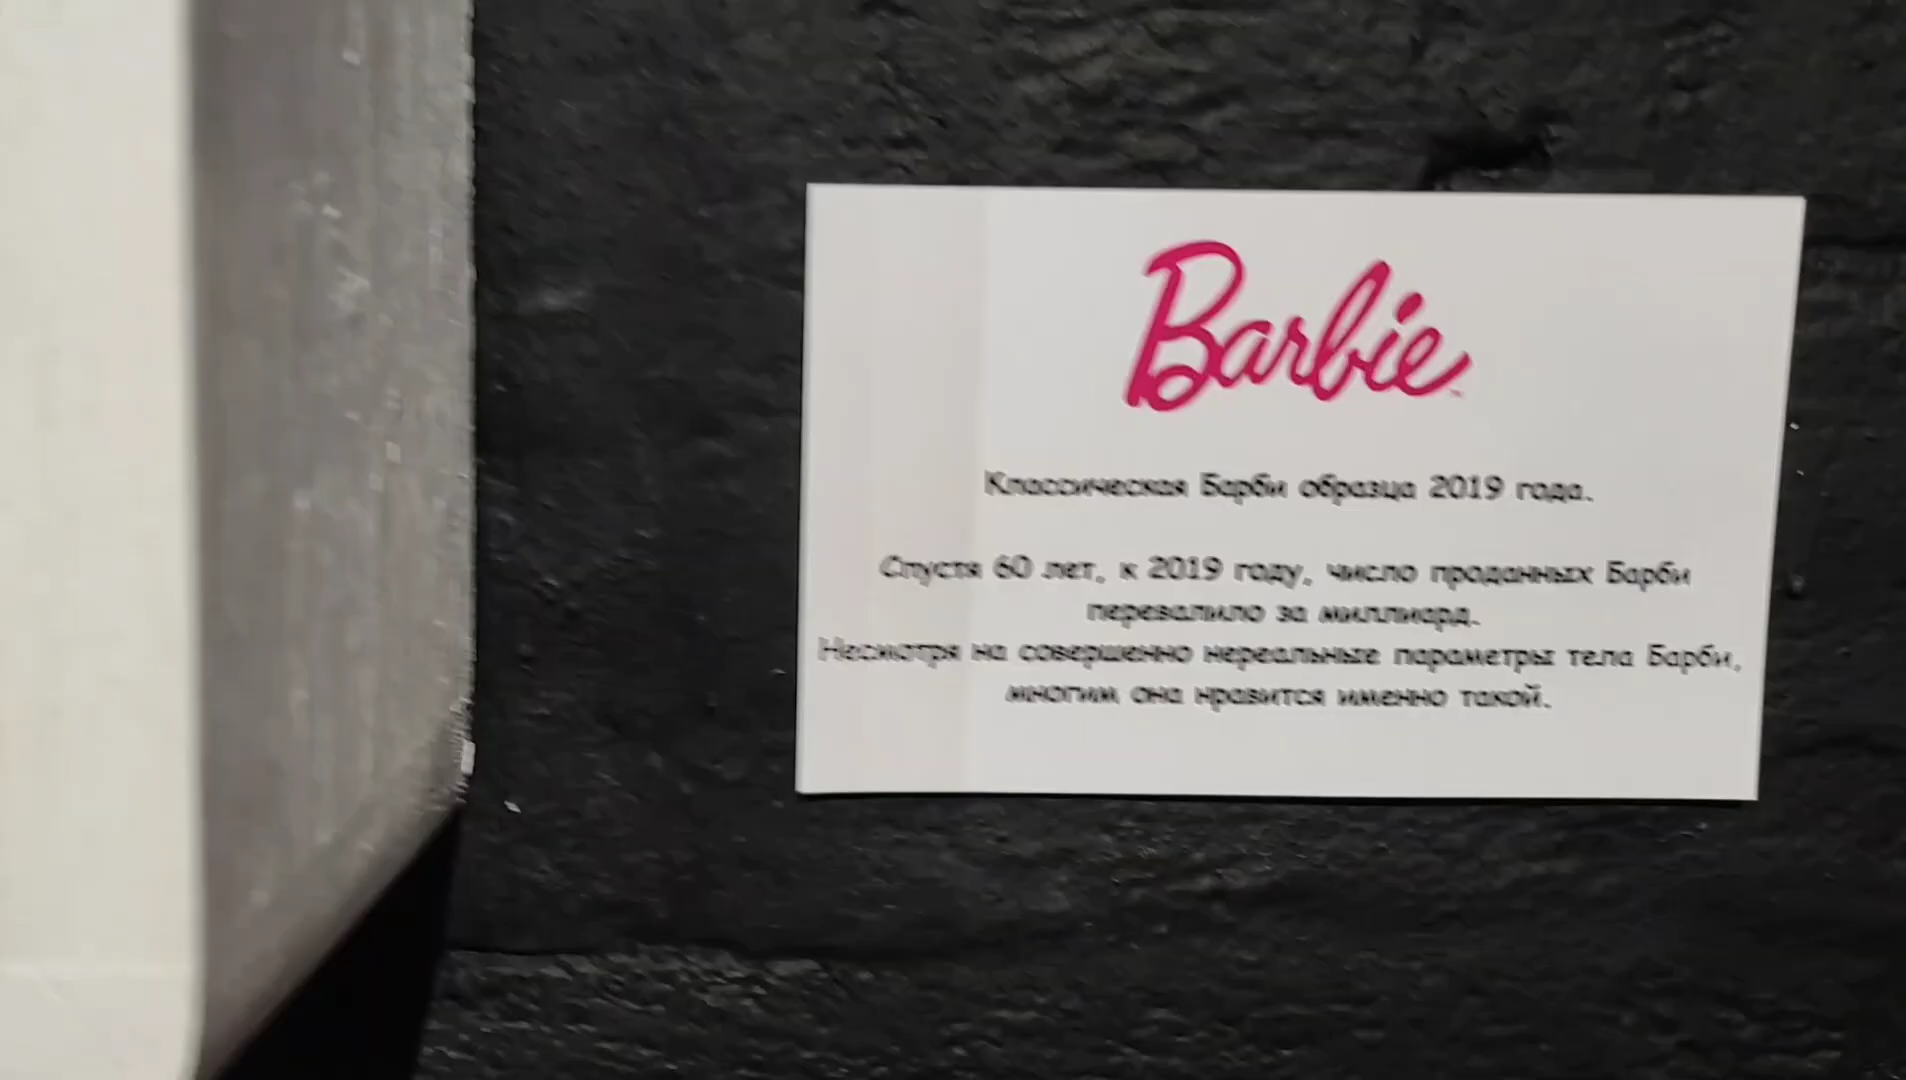 Barbie
Классическая Барби образца 2019 года.
Спустя 60 лет, к 2019 году, число проданных Барби
перевалило за миллиард.
Несмотря на совершенно нереальные параметры тела Барби,
многим она нравится именно такой.